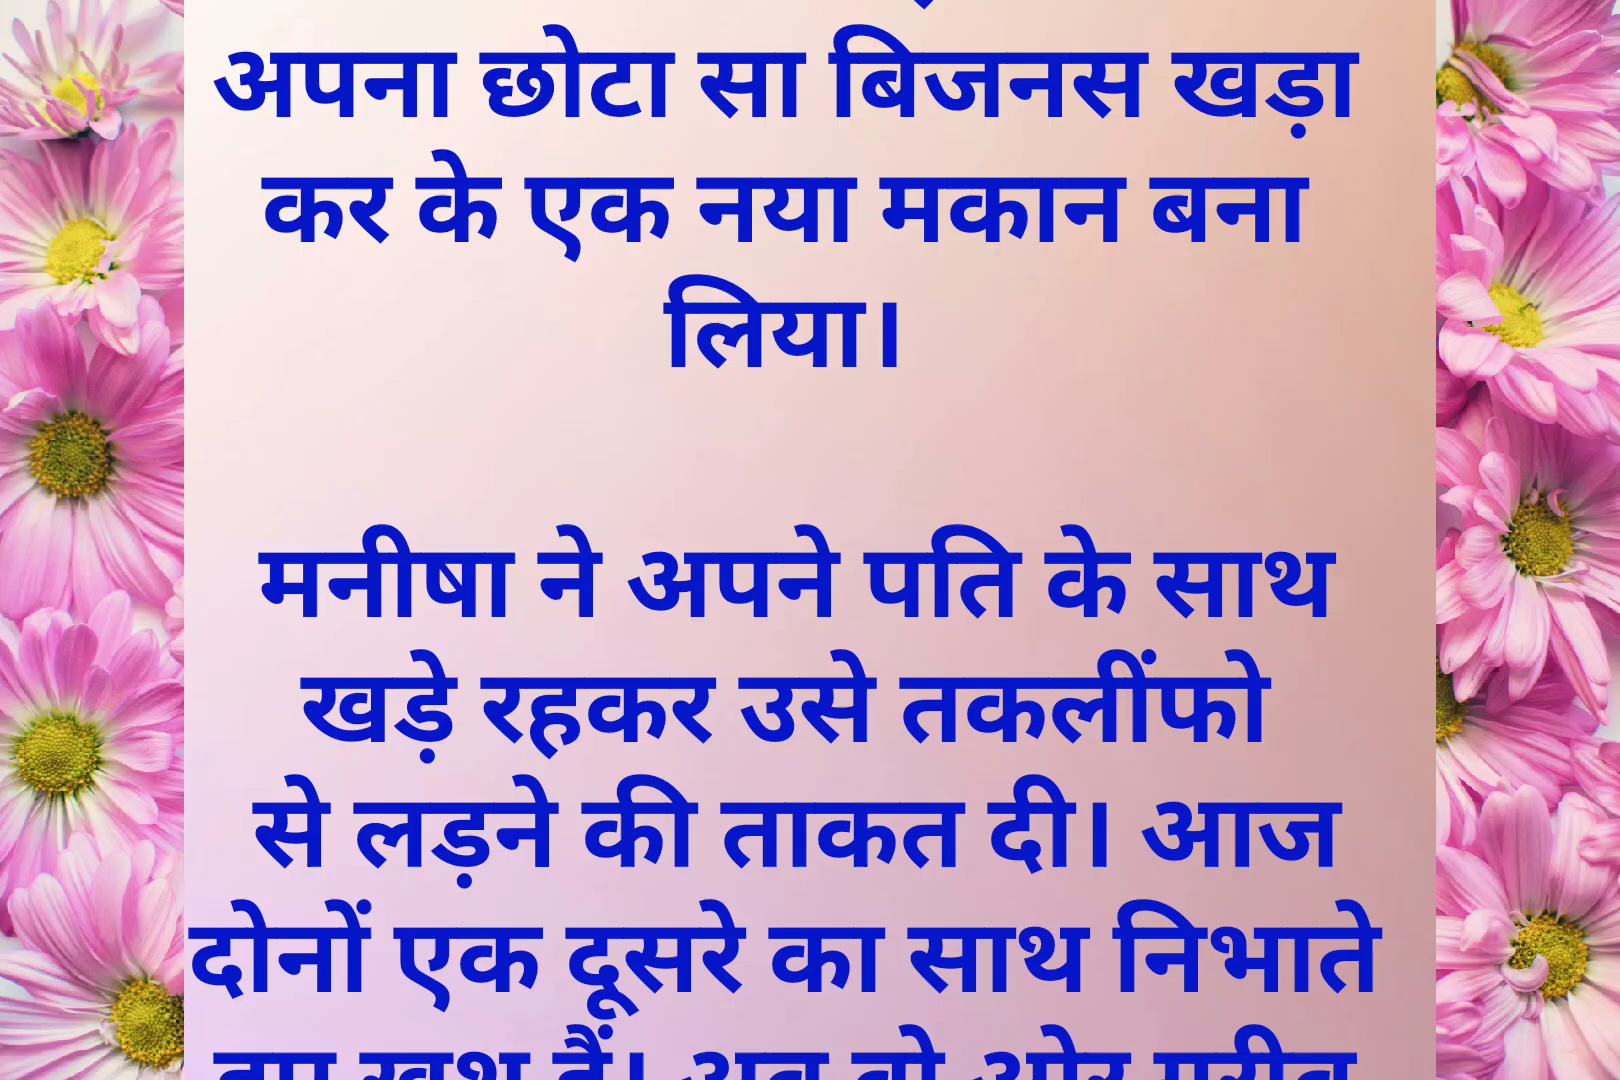 अपना छोटा सा बिजनस खड़ा
कर के एक नया मकान बना
लिया।
मनीषा ने अपने पति के साथ
खड़े रहकर उसे तकलींफो
से लड़ने की ताकत दी। आज
दोनों एक दूसरे का साथ निभाते